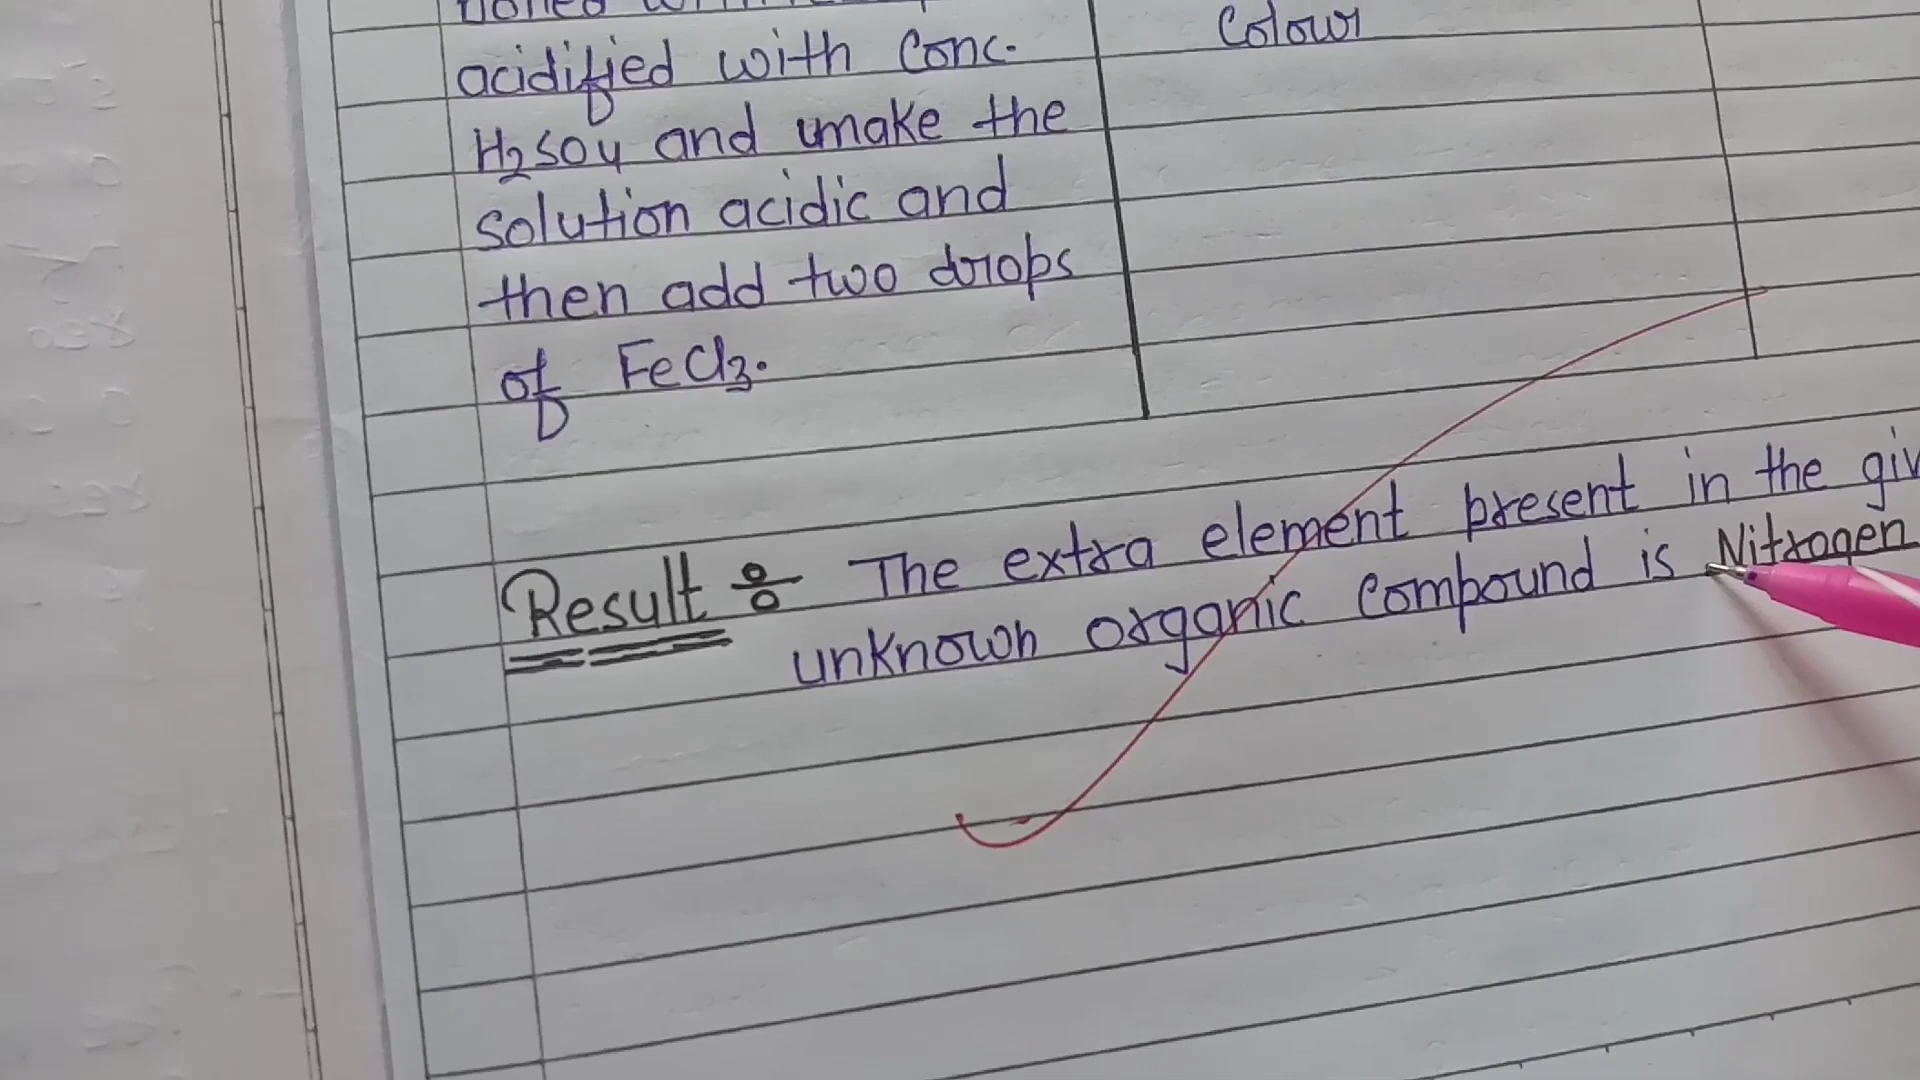 acidified with Conc.
Colour
H2SO4 and make the
solution acidic and
then add two drops
of FeCl3.
Result ÷ The extra element present in the giv
unknown organic compound is Nitrogen